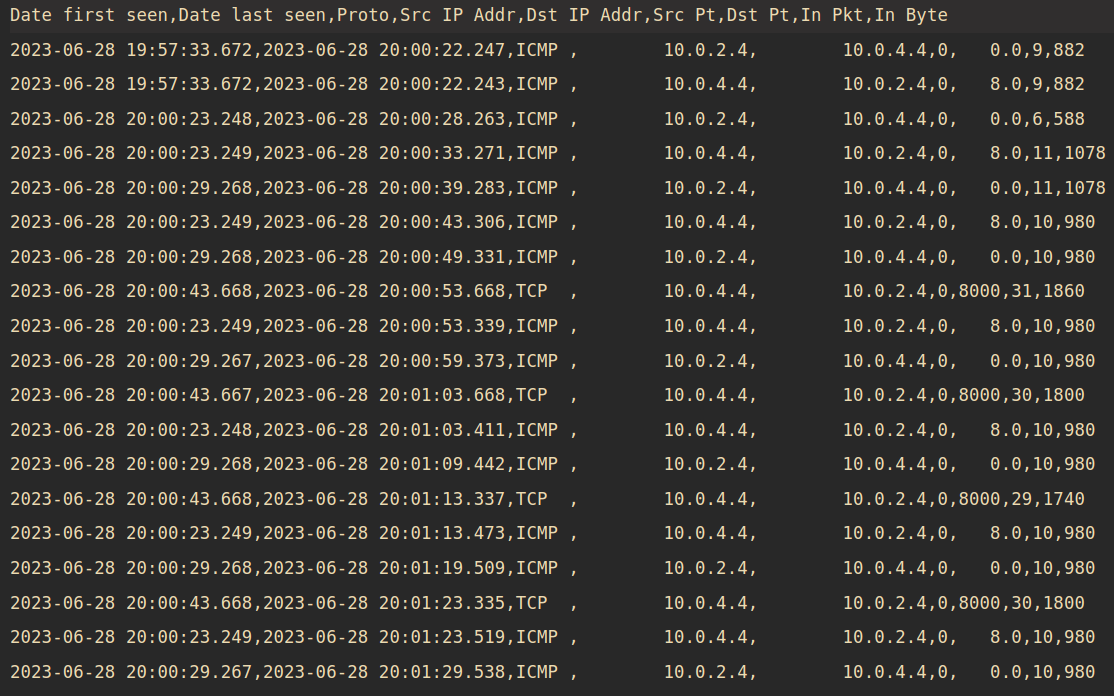 Date first seen,Date last seen,Proto,Src IP Addr,Dst IP Addr,Src Pt,Dst Pt,In Pkt,In Byte
2023-06-28 19:57:33.672,2023-06-28 20:00:22.247,ICMP ,        10.0.2.4,        10.0.4.4,0,   0.0,9,882
2023-06-28 19:57:33.672,2023-06-28 20:00:22.243,ICMP ,        10.0.4.4,        10.0.2.4,0,   8.0,9,882
2023-06-28 20:00:23.248,2023-06-28 20:00:28.263,ICMP ,        10.0.2.4,        10.0.4.4,0,   0.0,6,588
2023-06-28 20:00:23.249,2023-06-28 20:00:33.271,ICMP ,        10.0.4.4,        10.0.2.4,0,   8.0,11,1078
2023-06-28 20:00:29.268,2023-06-28 20:00:39.283,ICMP ,        10.0.2.4,        10.0.4.4,0,   0.0,11,1078
2023-06-28 20:00:23.249,2023-06-28 20:00:43.306,ICMP ,        10.0.4.4,        10.0.2.4,0,   8.0,10,980
2023-06-28 20:00:29.268,2023-06-28 20:00:49.331,ICMP ,        10.0.2.4,        10.0.4.4,0,   0.0,10,980
2023-06-28 20:00:43.668,2023-06-28 20:00:53.668,TCP  ,        10.0.4.4,        10.0.2.4,0,8000,31,1860
2023-06-28 20:00:23.249,2023-06-28 20:00:53.339,ICMP ,        10.0.4.4,        10.0.2.4,0,   8.0,10,980
2023-06-28 20:00:29.267,2023-06-28 20:00:59.373,ICMP ,        10.0.2.4,        10.0.4.4,0,   0.0,10,980
2023-06-28 20:00:43.667,2023-06-28 20:01:03.668,TCP  ,        10.0.4.4,        10.0.2.4,0,8000,30,1800
2023-06-28 20:00:23.248,2023-06-28 20:01:03.411,ICMP ,        10.0.4.4,        10.0.2.4,0,   8.0,10,980
2023-06-28 20:00:29.268,2023-06-28 20:01:09.442,ICMP ,        10.0.2.4,        10.0.4.4,0,   0.0,10,980
2023-06-28 20:00:43.668,2023-06-28 20:01:13.337,TCP  ,        10.0.4.4,        10.0.2.4,0,8000,29,1740
2023-06-28 20:00:23.249,2023-06-28 20:01:13.473,ICMP ,        10.0.4.4,        10.0.2.4,0,   8.0,10,980
2023-06-28 20:00:29.268,2023-06-28 20:01:19.509,ICMP ,        10.0.2.4,        10.0.4.4,0,   0.0,10,980
2023-06-28 20:00:43.668,2023-06-28 20:01:23.335,TCP  ,        10.0.4.4,        10.0.2.4,0,8000,30,1800
2023-06-28 20:00:23.249,2023-06-28 20:01:23.519,ICMP ,        10.0.4.4,        10.0.2.4,0,   8.0,10,980
2023-06-28 20:00:29.267,2023-06-28 20:01:29.538,ICMP ,        10.0.2.4,        10.0.4.4,0,   0.0,10,980